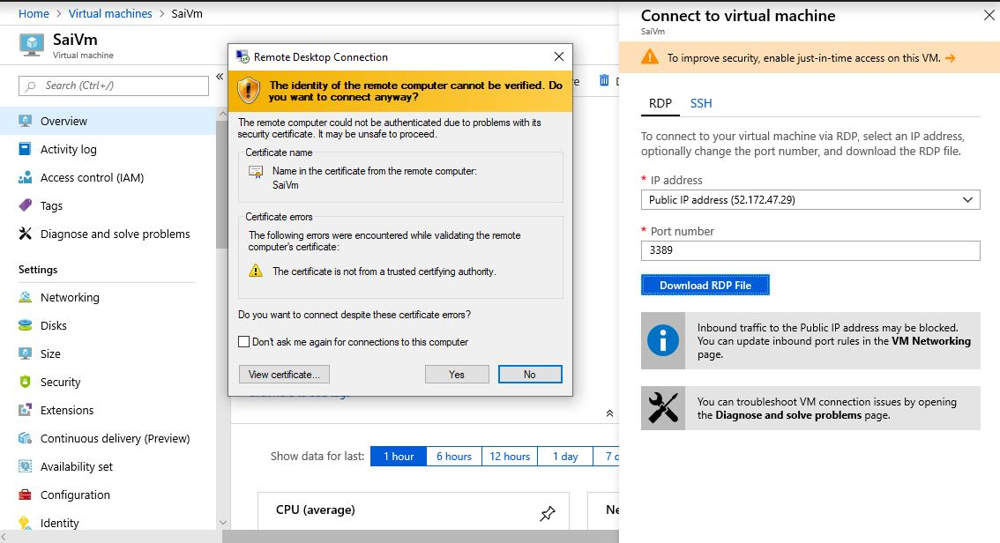 Home > Virtual machines > SaiVm
SaiVm
Virtual machine
Search (Ctrl+/)
«
Overview
Activity log
Access control (IAM)
Tags
Diagnose and solve problems
Settings
Networking
Disks
Size
Security
Extensions
Continuous delivery (Preview)
Availability set
Configuration
Identity
Remote Desktop Connection
The identity of the remote computer cannot be verified. Do
you want to connect anyway?
The remote computer could not be authenticated due to problems with its
security certificate. It may be unsafe to proceed.
Certificate name
Name in the certificate from the remote computer:
SaiVm
Certificate errors
The following errors were encountered while validating the remote
computer's certificate:
The certificate is not from a trusted certifying authority.
Do you want to connect despite these certificate errors?
Don't ask me again for connections to this computer
View certificate...
Yes
No
Show data for last:
1 hour
6 hours
12 hours
1 day
7 d
CPU (average)
Ne
Connect to virtual machine
SaiVm
To improve security, enable just-in-time access on this VM. →
RDP
SSH
To connect to your virtual machine via RDP, select an IP address,
optionally change the port number, and download the RDP file.
* IP address
Public IP address (52.172.47.29)
* Port number
3389
Download RDP File
Inbound traffic to the Public IP address may be blocked.
You can update inbound port rules in the VM Networking
page.
You can troubleshoot VM connection issues by opening
the Diagnose and solve problems page.